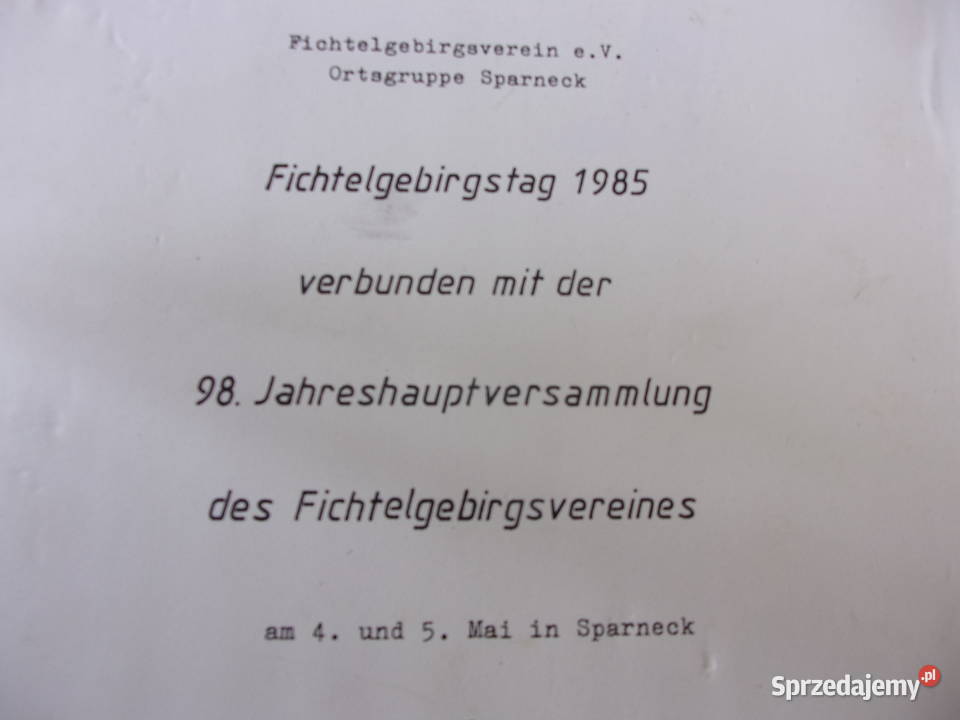 Fichtelgebirgsverein e.V.
Ortsgruppe Sparneck
Fichtelgebirgstag 1985
verbunden mit der
98. Jahreshauptversammlung
des Fichtelgebirgsvereines
am 4. und 5. Mai in Sparneck
Sprzedajemy.pl